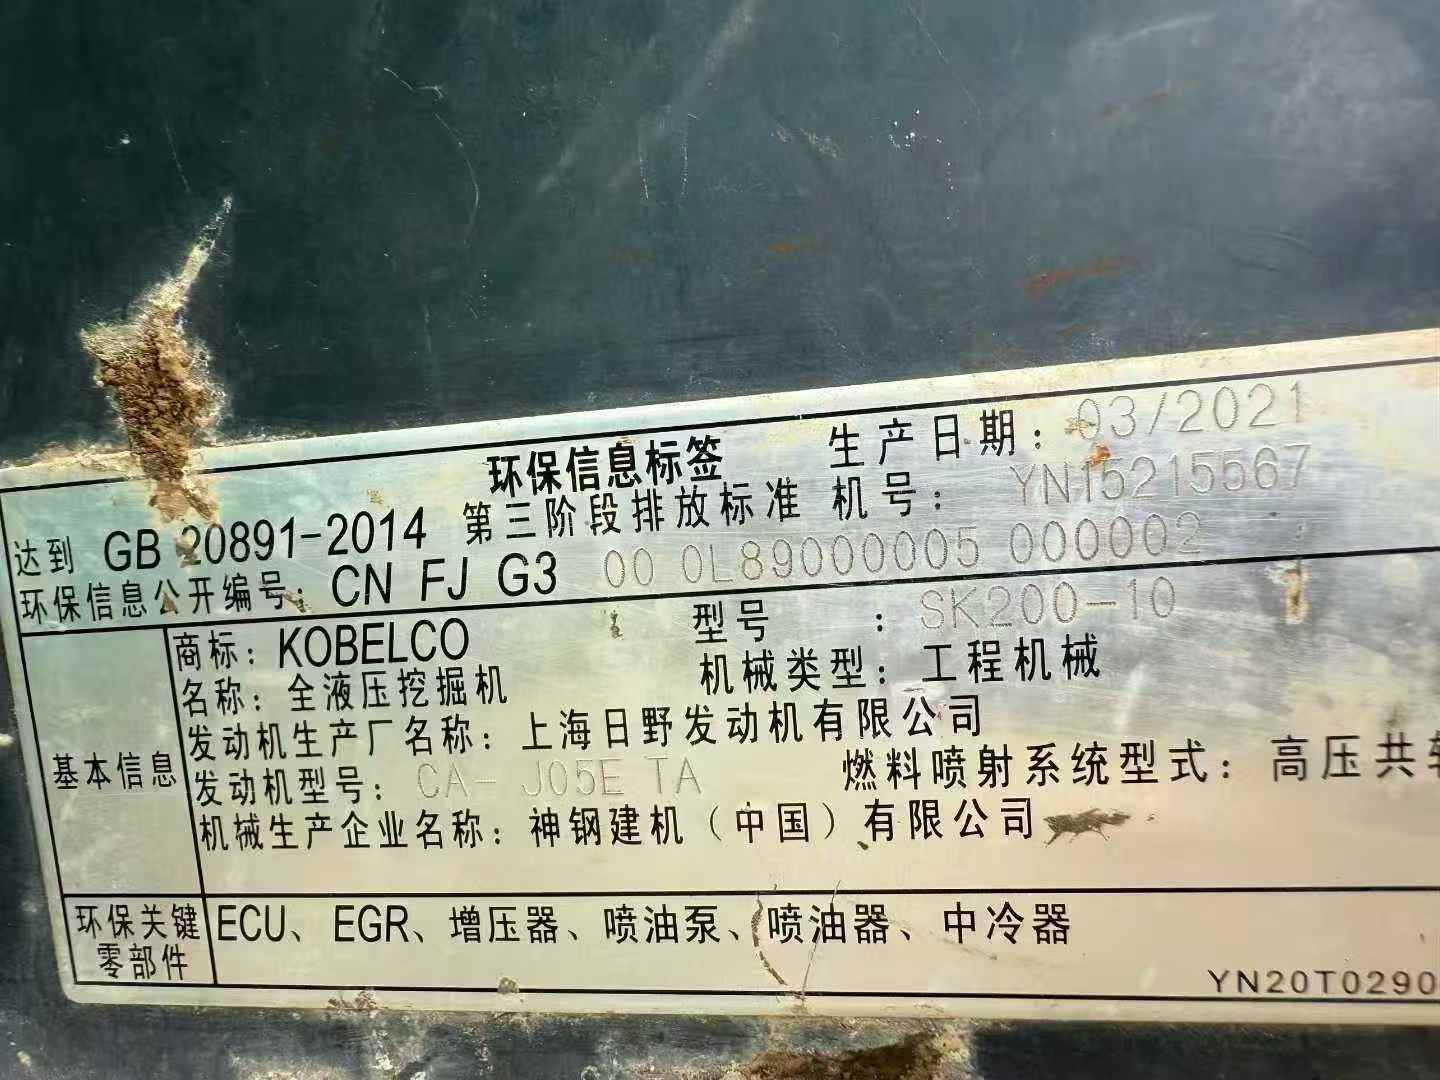 环保信息标签 生产日期：03/2021
达到 GB 20891-2014 第三阶段排放标准 机号：YN15215567
环保信息公开编号：CN FJ G3 00 0L89000005 000002
基本信息
商标：KOBELCO 型号：SK200-10
名称：全液压挖掘机 机械类型：工程机械
发动机生产厂名称：上海日野发动机有限公司
发动机型号：CA- J05E TA 燃料喷射系统型式：高压共
机械生产企业名称：神钢建机（中国）有限公司
环保关键
零部件
ECU、EGR、增压器、喷油泵、喷油器、中冷器
YN20T0290